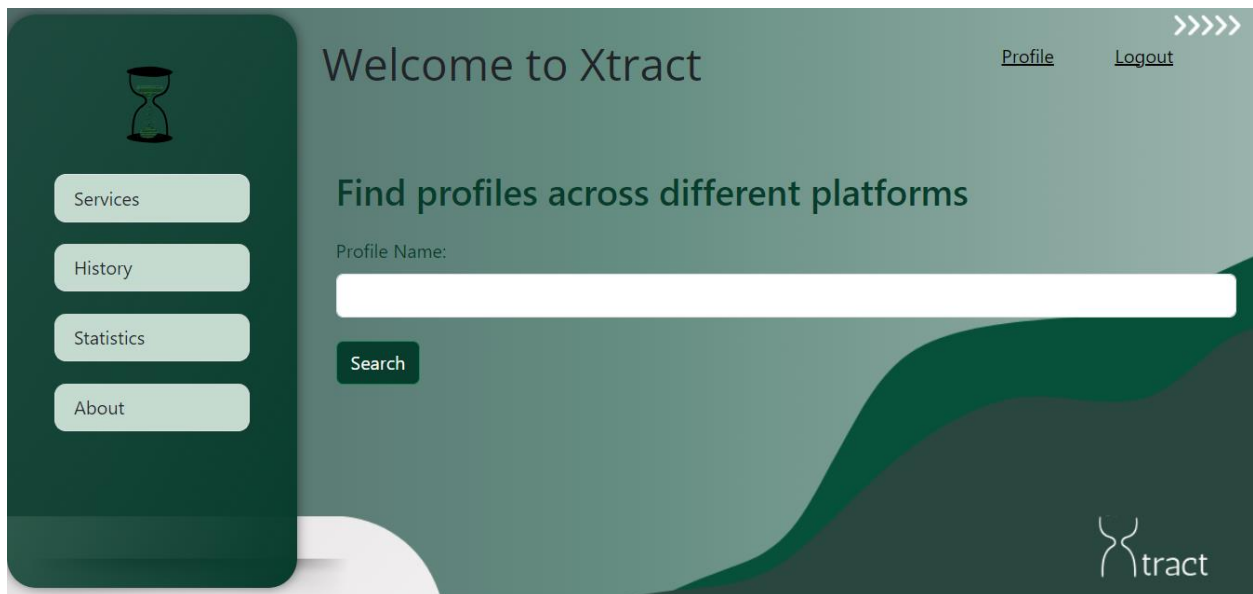 Welcome to Xtract
Profile Logout
Services
History
Statistics
About
Find profiles across different platforms
Profile Name:
Search
Xtract